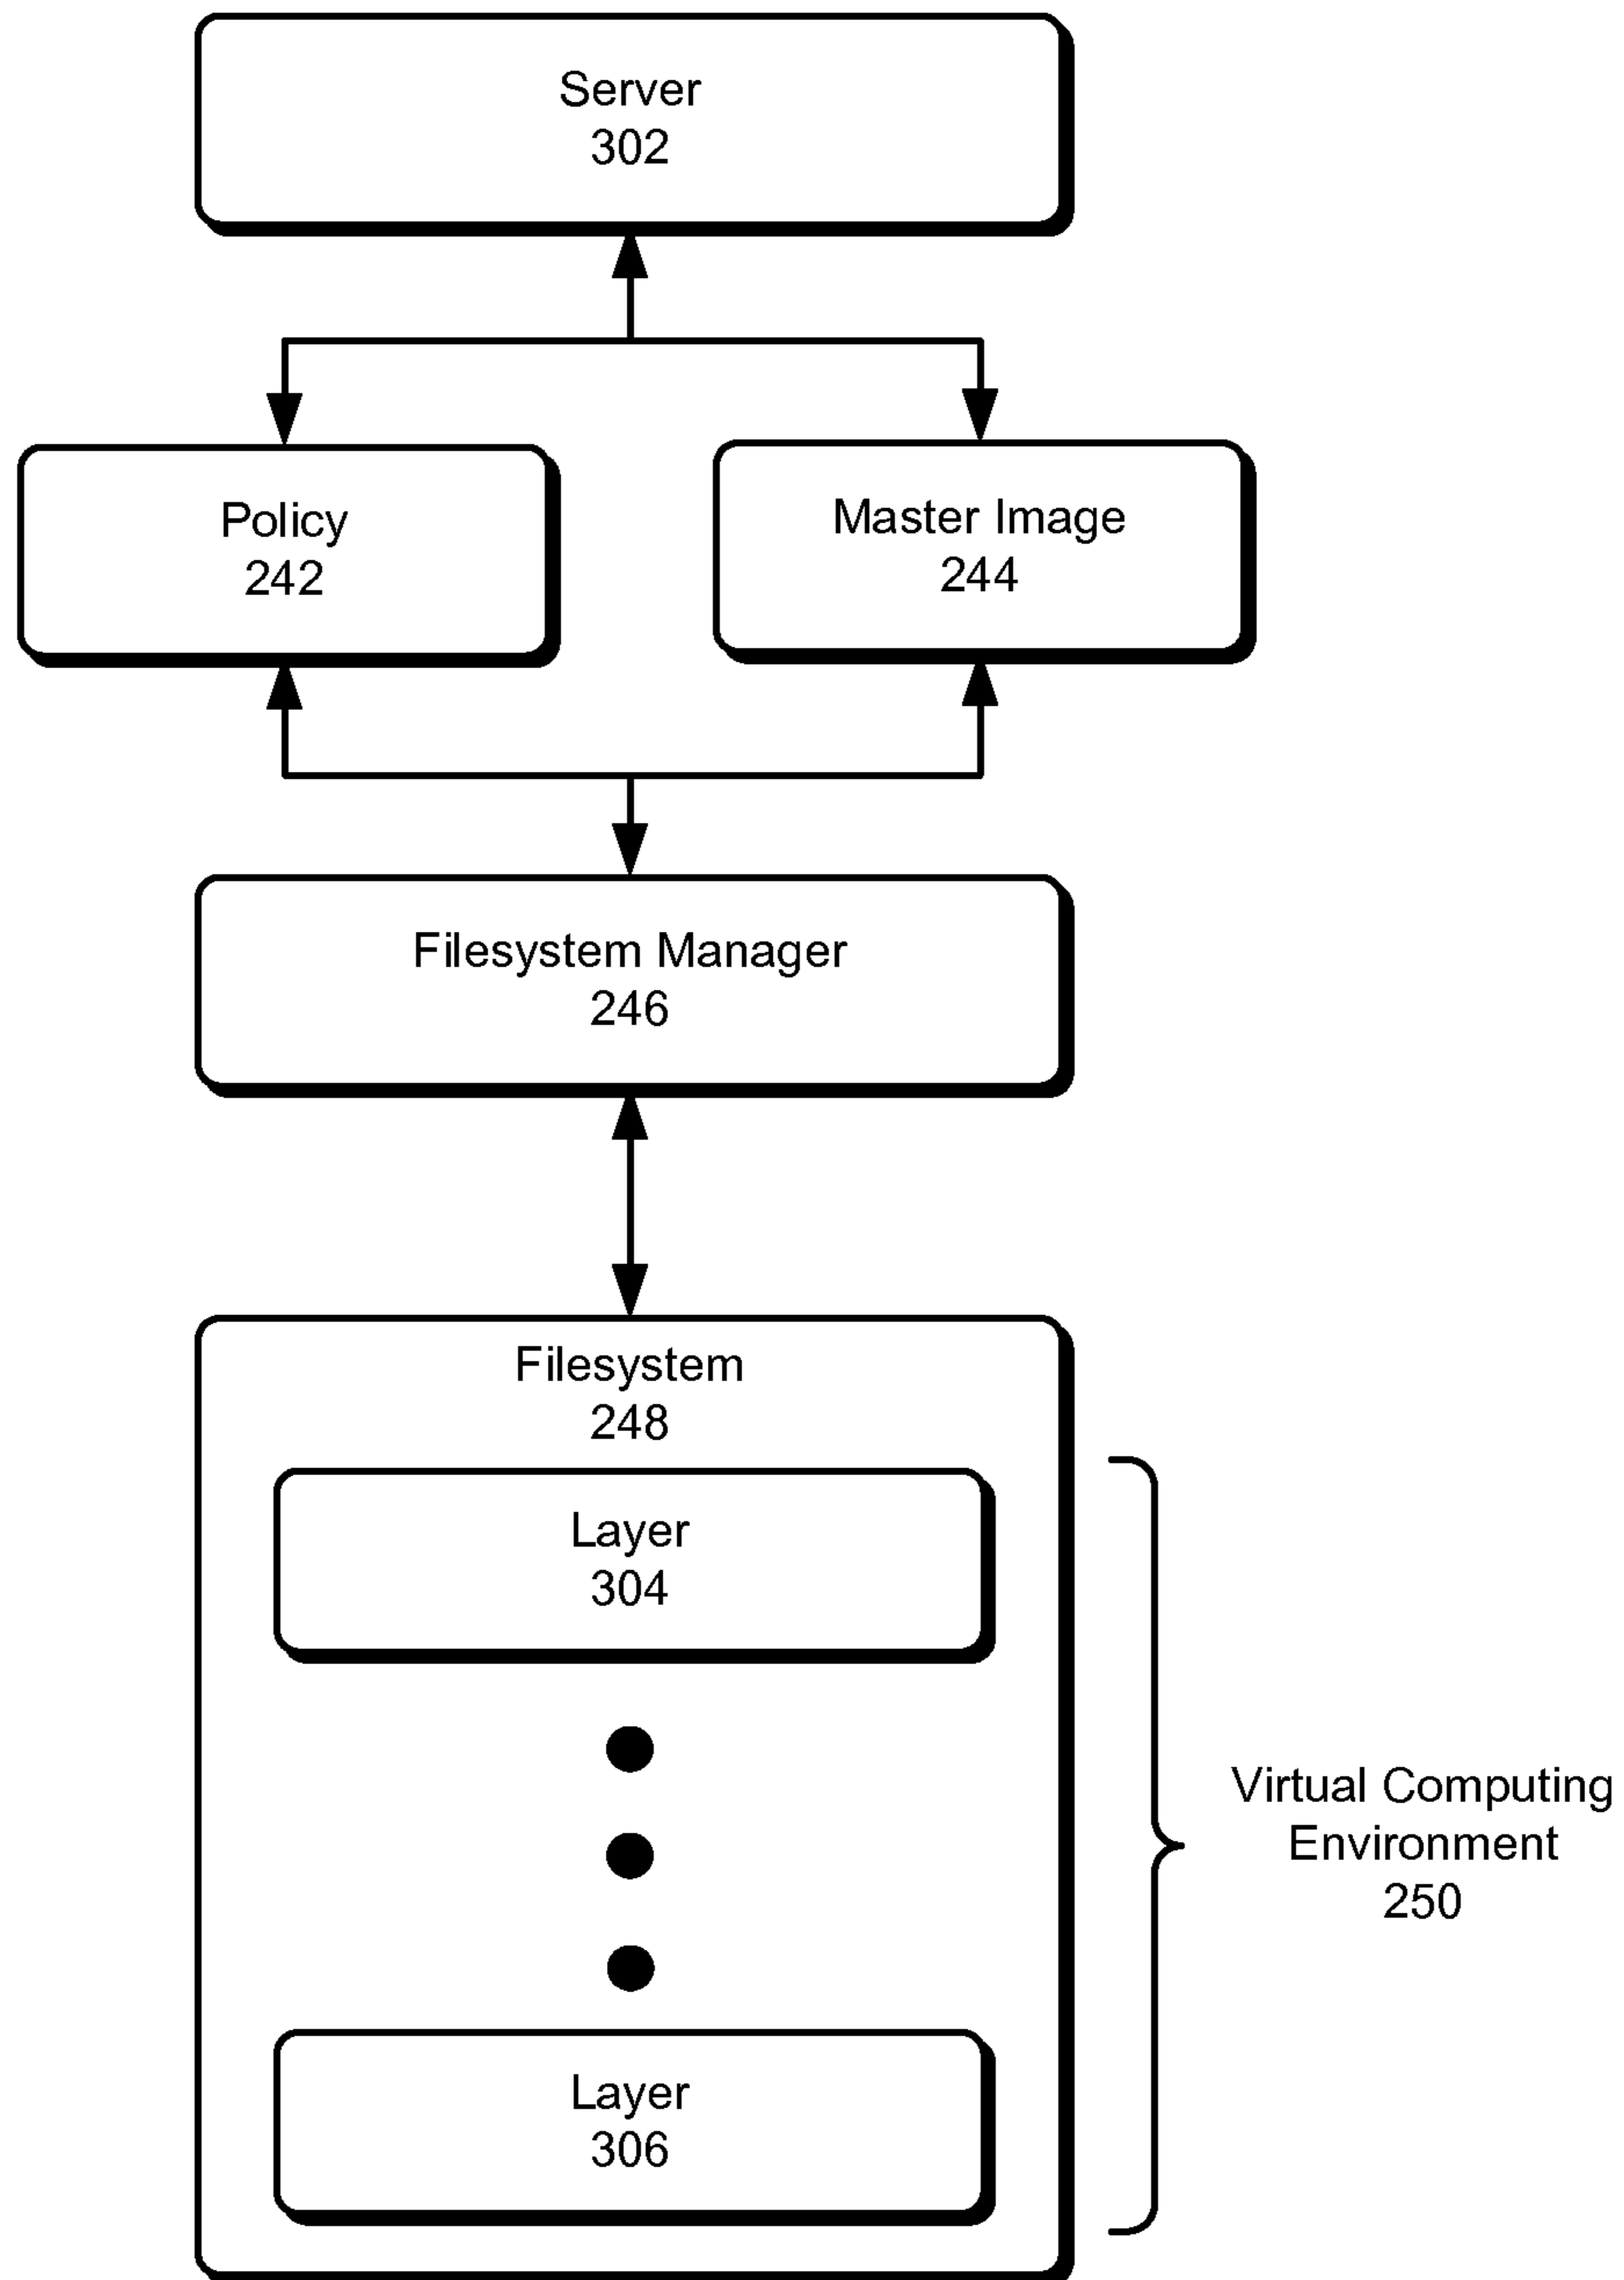 Server
302
Policy
242
Master Image
244
Filesystem Manager
246
Filesystem
248
Layer
304
Virtual Computing
Environment
250
Layer
306